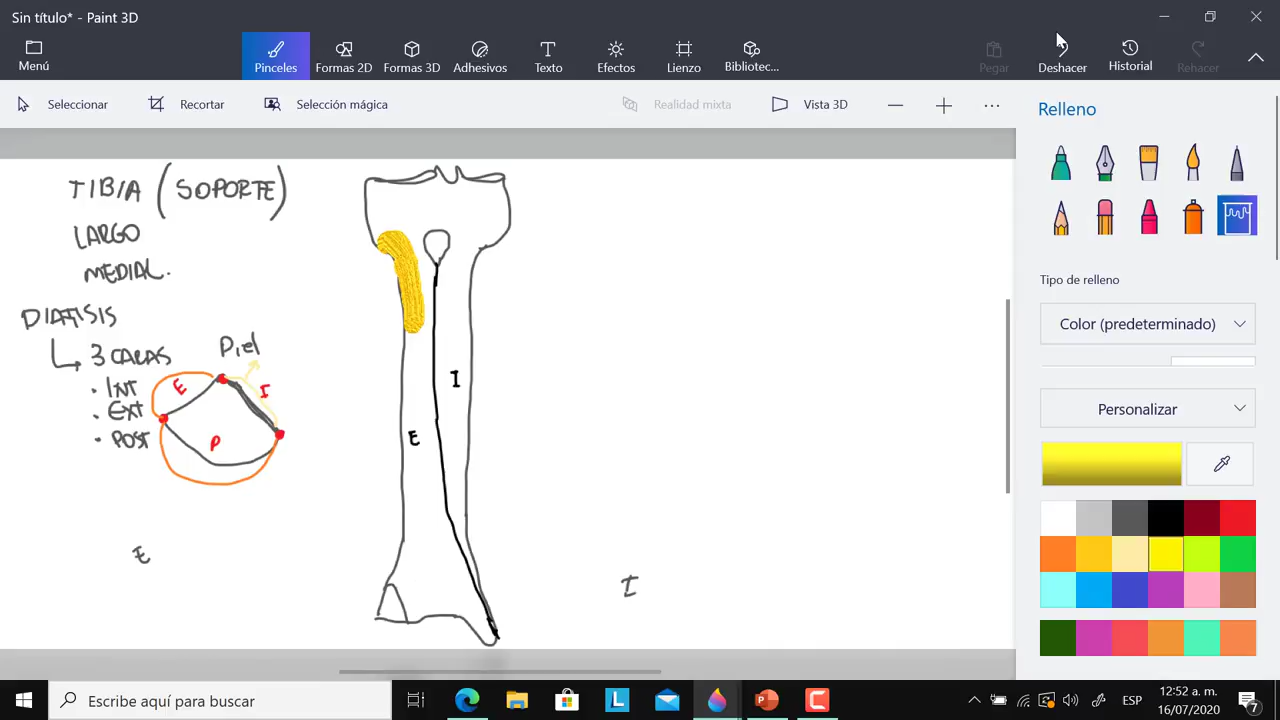 Sin título* - Paint 3D
Menú
Pinceles
Formas 2D
Formas 3D
Adhesivos
Texto
Efectos
Lienzo
Bibliotec...
Pegar
Deshacer
Historial
Rehacer
Seleccionar
Recortar
Selección mágica
Realidad mixta
Vista 3D
Relleno
Tipo de relleno
Color (predeterminado)
Personalizar
TIBIA (SOPORTE)
LARGO
MEDIAL.
DIAFISIS
3 CARAS
• INT
• EXT
• POST
Piel
E
I
P
I
E
E
I
Escribe aquí para buscar
ESP
12:52 a. m.
16/07/2020
7